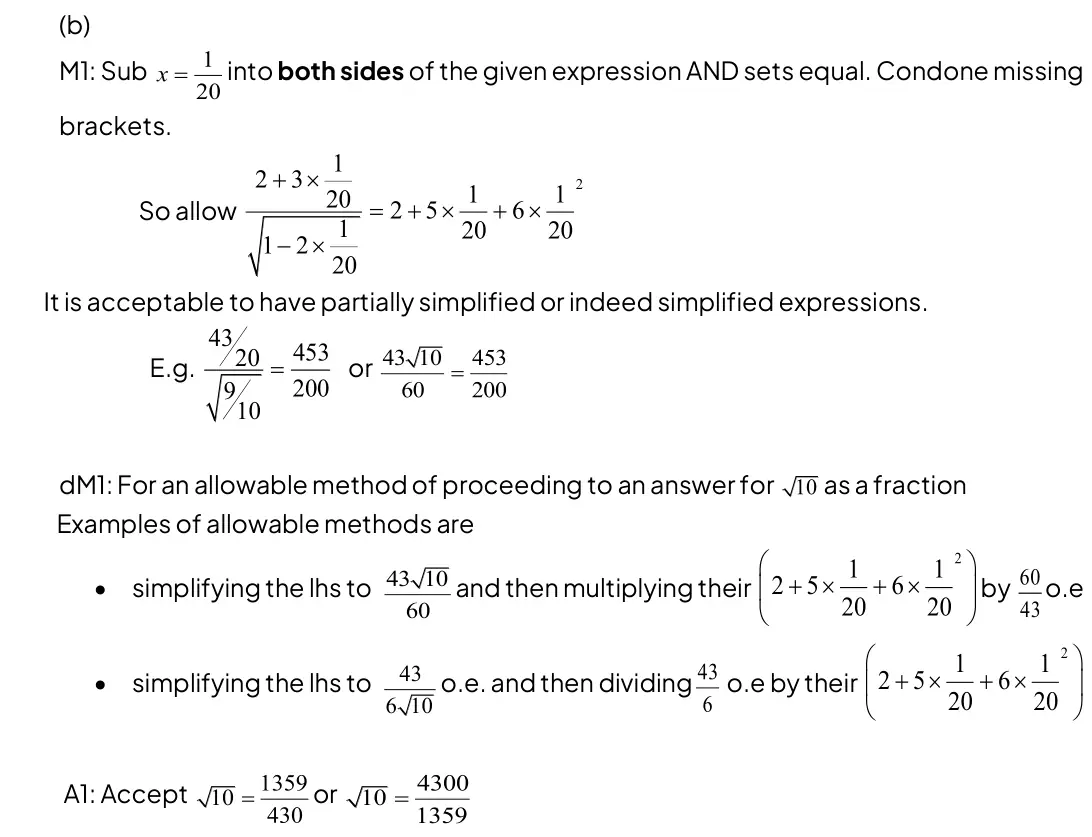 (b)
M1: Sub x = 1/20 into both sides of the given expression AND sets equal. Condone missing
brackets.
So allow (2 + 3 × 1/20)/√(1 − 2 × 1/20) = 2 + 5 × 1/20 + 6 × 1/20²
It is acceptable to have partially simplified or indeed simplified expressions.
E.g. (43/20)/√(9/10) = 453/200 or 43√10/60 = 453/200
dM1: For an allowable method of proceeding to an answer for √10 as a fraction
Examples of allowable methods are
• simplifying the lhs to 43√10/60 and then multiplying their (2 + 5 × 1/20 + 6 × 1/20²) by 60/43 o.e
• simplifying the lhs to 43/6√10 o.e. and then dividing 43/6 o.e by their (2 + 5 × 1/20 + 6 × 1/20²)
A1: Accept √10 = 1359/430 or √10 = 4300/1359